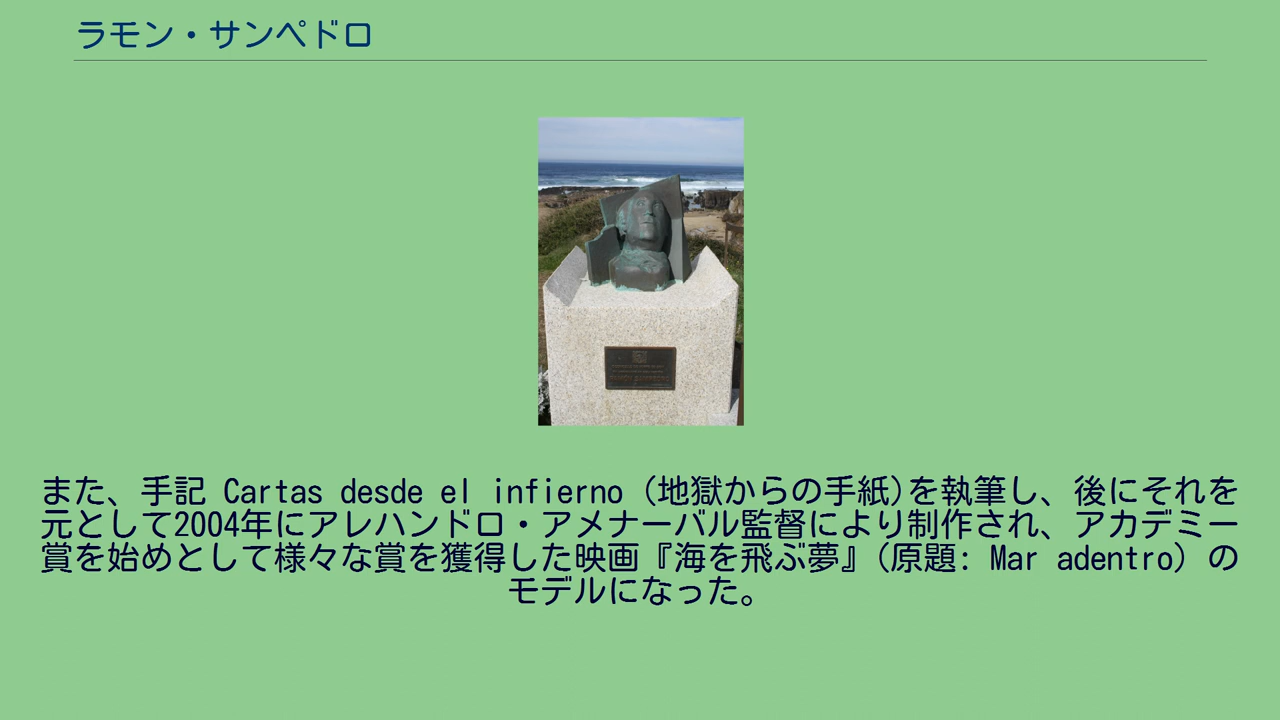 ラモン・サンペドロ
また、手記 Cartas desde el infierno (地獄からの手紙)を執筆し、後にそれを
元として2004年にアレハンドロ・アメナーバル監督により制作され、アカデミー
賞を始めとして様々な賞を獲得した映画『海を飛ぶ夢』(原題: Mar adentro) の
モデルになった。